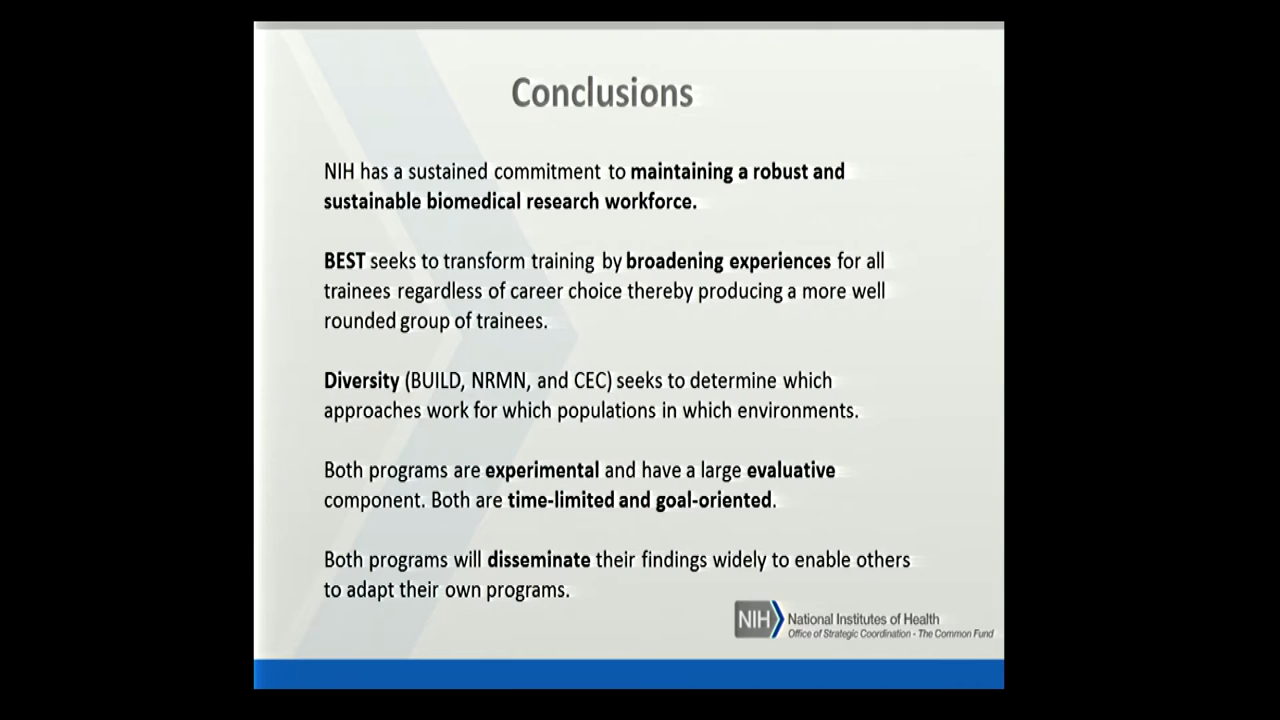 Conclusions
NIH has a sustained commitment to maintaining a robust and
sustainable biomedical research workforce.
BEST seeks to transform training by broadening experiences for all
trainees regardless of career choice thereby producing a more well
rounded group of trainees.
Diversity (BUILD, NRMN, and CEC) seeks to determine which
approaches work for which populations in which environments.
Both programs are experimental and have a large evaluative
component. Both are time-limited and goal-oriented.
Both programs will disseminate their findings widely to enable others
to adapt their own programs.
NIH National Institutes of Health
Office of Strategic Coordination - The Common Fund